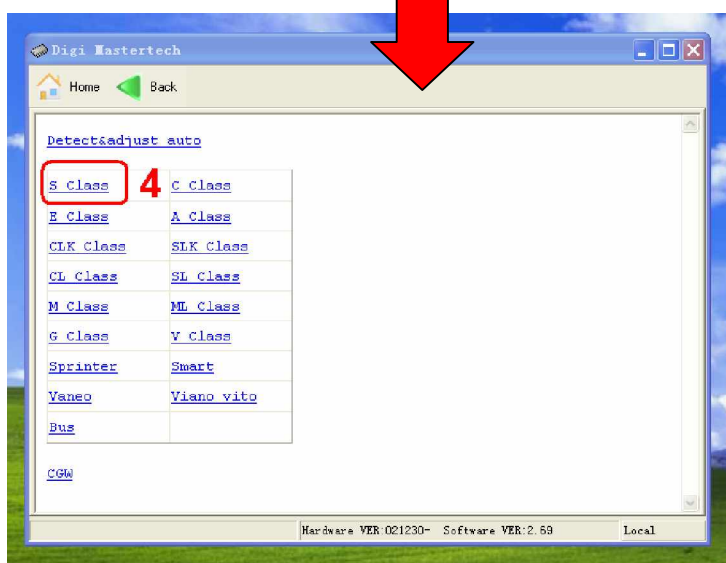 Digi Mastertech
Home Back
Detect&adjust auto
S Class 4 C Class
E Class A Class
CLK Class SLK Class
CL Class SL Class
M Class ML Class
G Class V Class
Sprinter Smart
Vaneo Viano vito
Bus
CGW
Hardware VER:021230- Software VER:2.69 Local